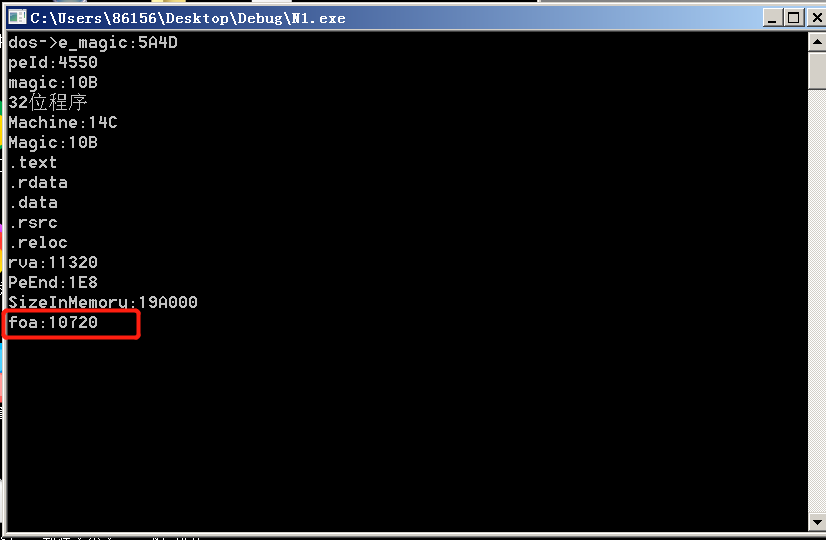 C:\Users\86156\Desktop\Debug\N1.exe
dos->e_magic:5A4D
peId:4550
magic:10B
32位程序
Machine:14C
Magic:10B
.text
.rdata
.data
.rsrc
.reloc
rva:11320
PeEnd:1E8
SizeInMemory:19A000
foa:10720